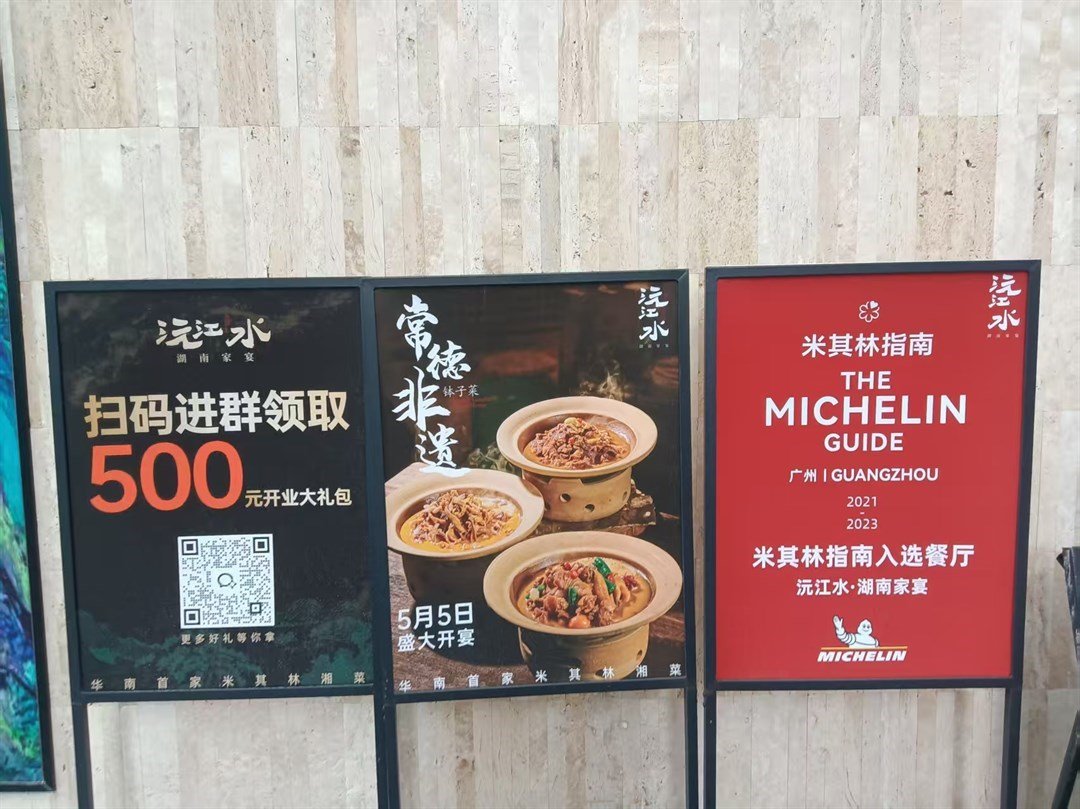 沅江水
湖南家宴
扫码进群领取
500元开业大礼包
更多好礼等你拿
华南首家米其林湘菜
沅江水
常德非遗
钵子菜
5月5日
盛大开宴
华南首家米其林湘菜
沅江水
米其林指南
THE
MICHELIN
GUIDE
广州 | GUANGZHOU
2021
-
2023
米其林指南入选餐厅
沅江水·湖南家宴
MICHELIN